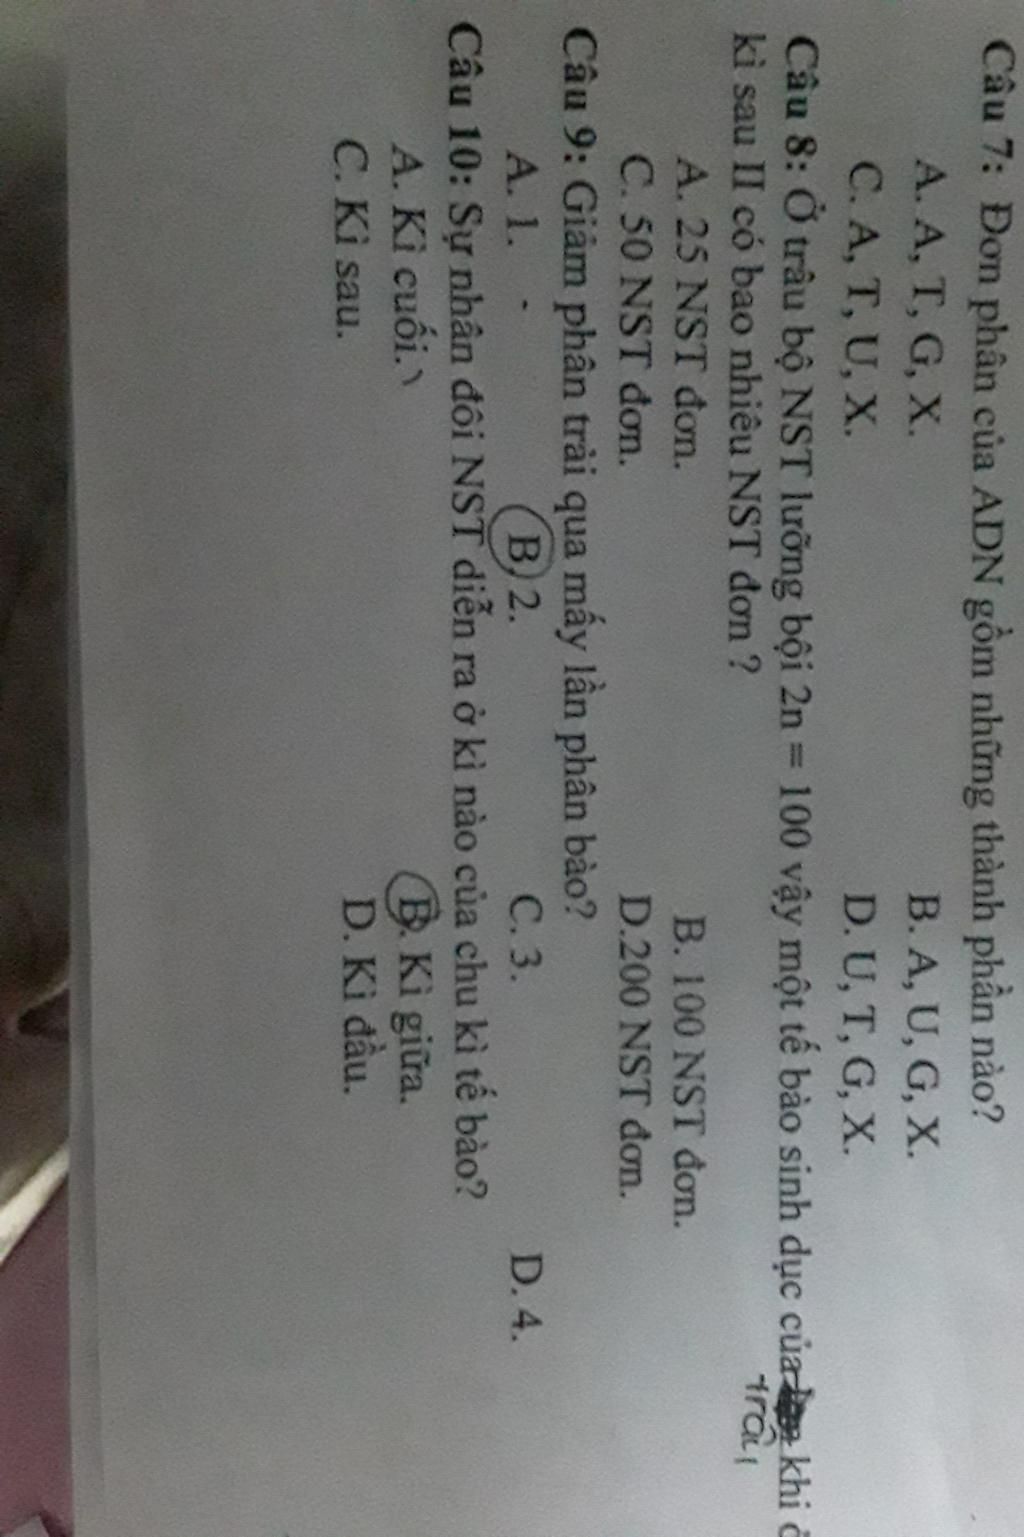 Câu 7: Đơn phân của ADN gồm những thành phần nào?
A. A, T, G, X. B. A, U, G, X.
C. A, T, U, X. D. U, T, G, X.
Câu 8: Ở trâu bộ NST lưỡng bội 2n = 100 vậy một tế bào sinh dục của khi ở
trâu
kì sau II có bao nhiêu NST đơn ?
A. 25 NST đơn. B. 100 NST đơn.
C. 50 NST đơn. D.200 NST đơn.
Câu 9: Giảm phân trải qua mấy lần phân bào?
A. 1. B. 2. C. 3. D. 4.
Câu 10: Sự nhân đôi NST diễn ra ở kì nào của chu kì tế bào?
A. Kì cuối. B. Kì giữa.
C. Kì sau. D. Kì đầu.